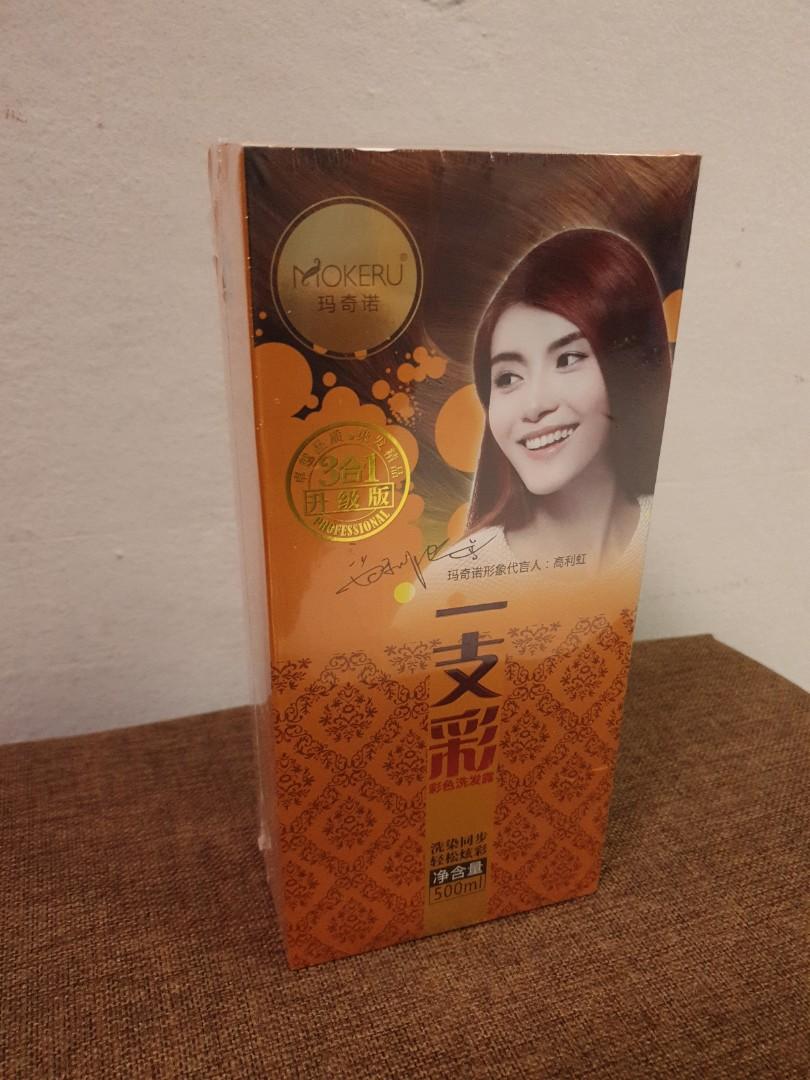 MOKERU®
玛奇诺
3合1
升级版
PROFESSIONAL
玛奇诺形象代言人：高利虹
一支彩
彩色洗发露
洗染同步
轻松炫彩
净含量
500ml